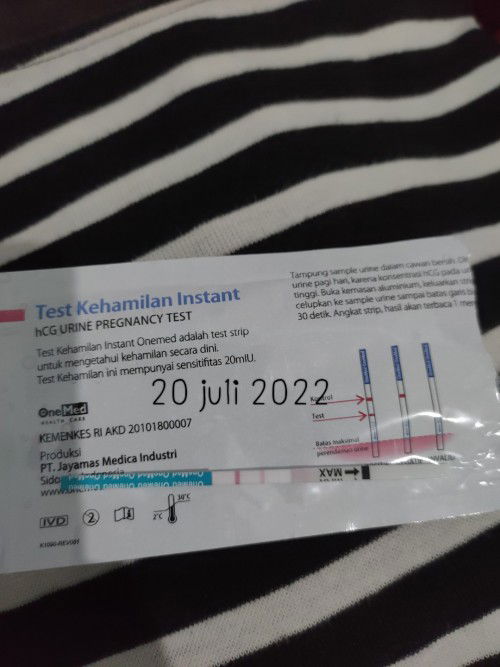 Test Kehamilan Instant
hCG URINE PREGNANCY TEST
Test Kehamilan Instant Onemed adalah test strip
untuk mengetahui kehamilan secara dini.
Test Kehamilan ini mempunyai sensitifitas 20mIU.
20 juli 2022
OneMed
HEALTH CARE
KEMENKES RI AKD 20101800007
Produksi
PT. Jayamas Medica Industri
IVD
2
2°C
30°C
K1090-REV081
Tampung sample urine dalam cawan bersih.
urine pagi hari, karena konsentrasi hCG pada
tinggi. Buka kemasan aluminium, keluarkan
celupkan ke sample urine sampai batas garis
30 detik. Angkat strip, hasil akan terbaca 1
Kontrol
Test
Batas maksimal
perendaman urine
MAX